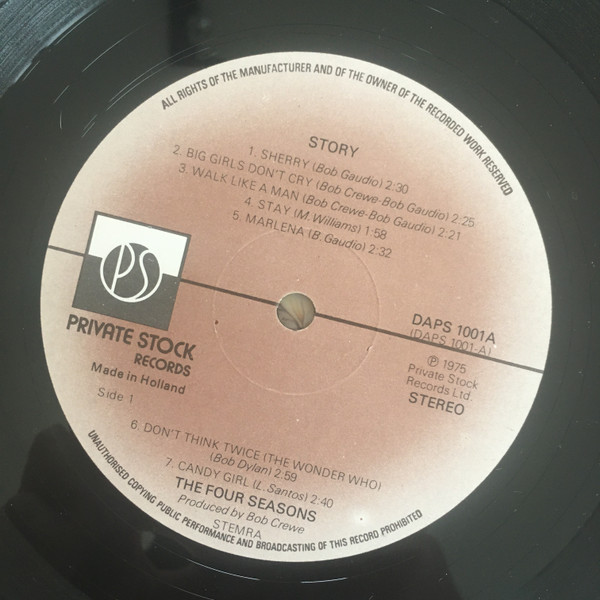 ALL RIGHTS OF THE MANUFACTURER AND OF THE OWNER OF THE RECORDED WORK RESERVED
STORY
1. SHERRY (Bob Gaudio) 2:30
2. BIG GIRLS DON'T CRY (Bob Crewe-Bob Gaudio) 2:25
3. WALK LIKE A MAN (Bob Crewe-Bob Gaudio) 2:21
4. STAY (M. Williams) 1:58
5. MARLENA (B. Gaudio) 2:32
PS
PRIVATE STOCK
RECORDS
Made in Holland
Side 1
DAPS 1001A
(DAPS 1001-A)
℗ 1975
Private Stock
Records Ltd.
STEREO
6. DON'T THINK TWICE (THE WONDER WHO)
(Bob Dylan) 2:59
7. CANDY GIRL (L. Santos) 2:40
THE FOUR SEASONS
Produced by Bob Crewe
STEMRA
UNAUTHORISED COPYING PUBLIC PERFORMANCE AND BROADCASTING OF THIS RECORD PROHIBITED